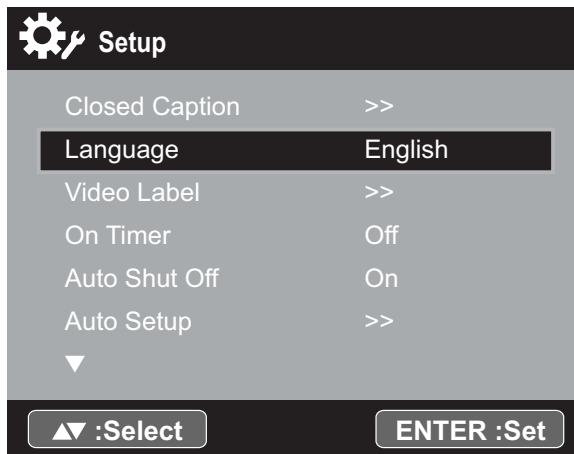 Setup
Closed Caption >>
Language English
Video Label >>
On Timer Off
Auto Shut Off On
Auto Setup >>
▼
▲▼ :Select ENTER :Set